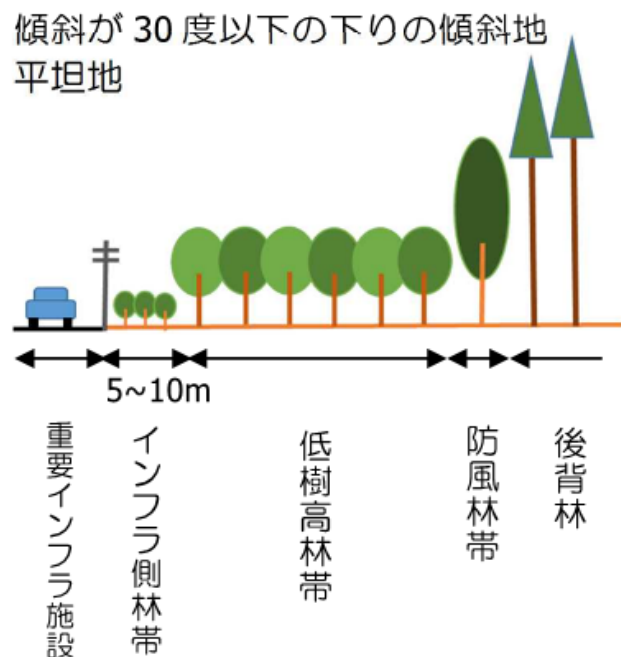 傾斜が 30 度以下の下りの傾斜地
平坦地
5~10m
重要インフラ施設
インフラ側林帯
低樹高林帯
防風林帯
後背林